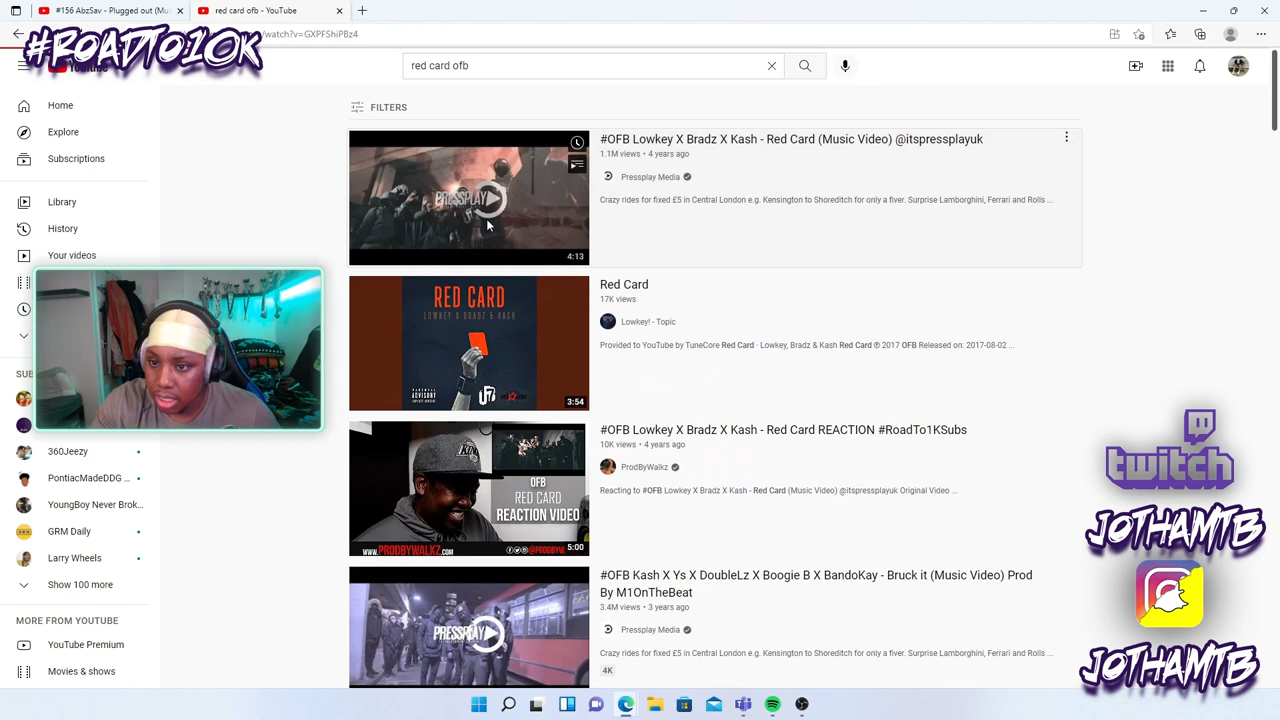 #156 AbzSav - Plugged out (Mus
red card ofb - YouTube
/watch?v=GXPFShiPBz4
#ROADTO10K
red card ofb
FILTERS
Home
Explore
Subscriptions
Library
History
Your videos
360Jeezy
PontiacMadeDDG ...
YoungBoy Never Brok...
GRM Daily
Larry Wheels
Show 100 more
MORE FROM YOUTUBE
YouTube Premium
Movies & shows
PRESSPLAY
4:13
#OFB Lowkey X Bradz X Kash - Red Card (Music Video) @itspressplayuk
1.1M views • 4 years ago
Pressplay Media
Crazy rides for fixed £5 in Central London e.g. Kensington to Shoreditch for only a fiver. Surprise Lamborghini, Ferrari and Rolls ...
RED CARD
LOWKEY X BRADZ & KASH
3:54
Red Card
17K views
Lowkey! - Topic
Provided to YouTube by TuneCore Red Card · Lowkey, Bradz & Kash Red Card ℗ 2017 OFB Released on: 2017-08-02 ...
OFB
RED CARD
REACTION VIDEO
WWW.PRODBYWALKZ.COM
5:00
#OFB Lowkey X Bradz X Kash - Red Card REACTION #RoadTo1KSubs
10K views • 4 years ago
ProdByWalkz
Reacting to #OFB Lowkey X Bradz X Kash - Red Card (Music Video) @itspressplayuk Original Video ...
PRESSPLAY
#OFB Kash X Ys X DoubleLz X Boogie B X BandoKay - Bruck it (Music Video) Prod
By M1OnTheBeat
3.4M views • 3 years ago
Pressplay Media
Crazy rides for fixed £5 in Central London e.g. Kensington to Shoreditch for only a fiver. Surprise Lamborghini, Ferrari and Rolls ...
4K
twitch
JOTHAMTB
JOTHAMTB